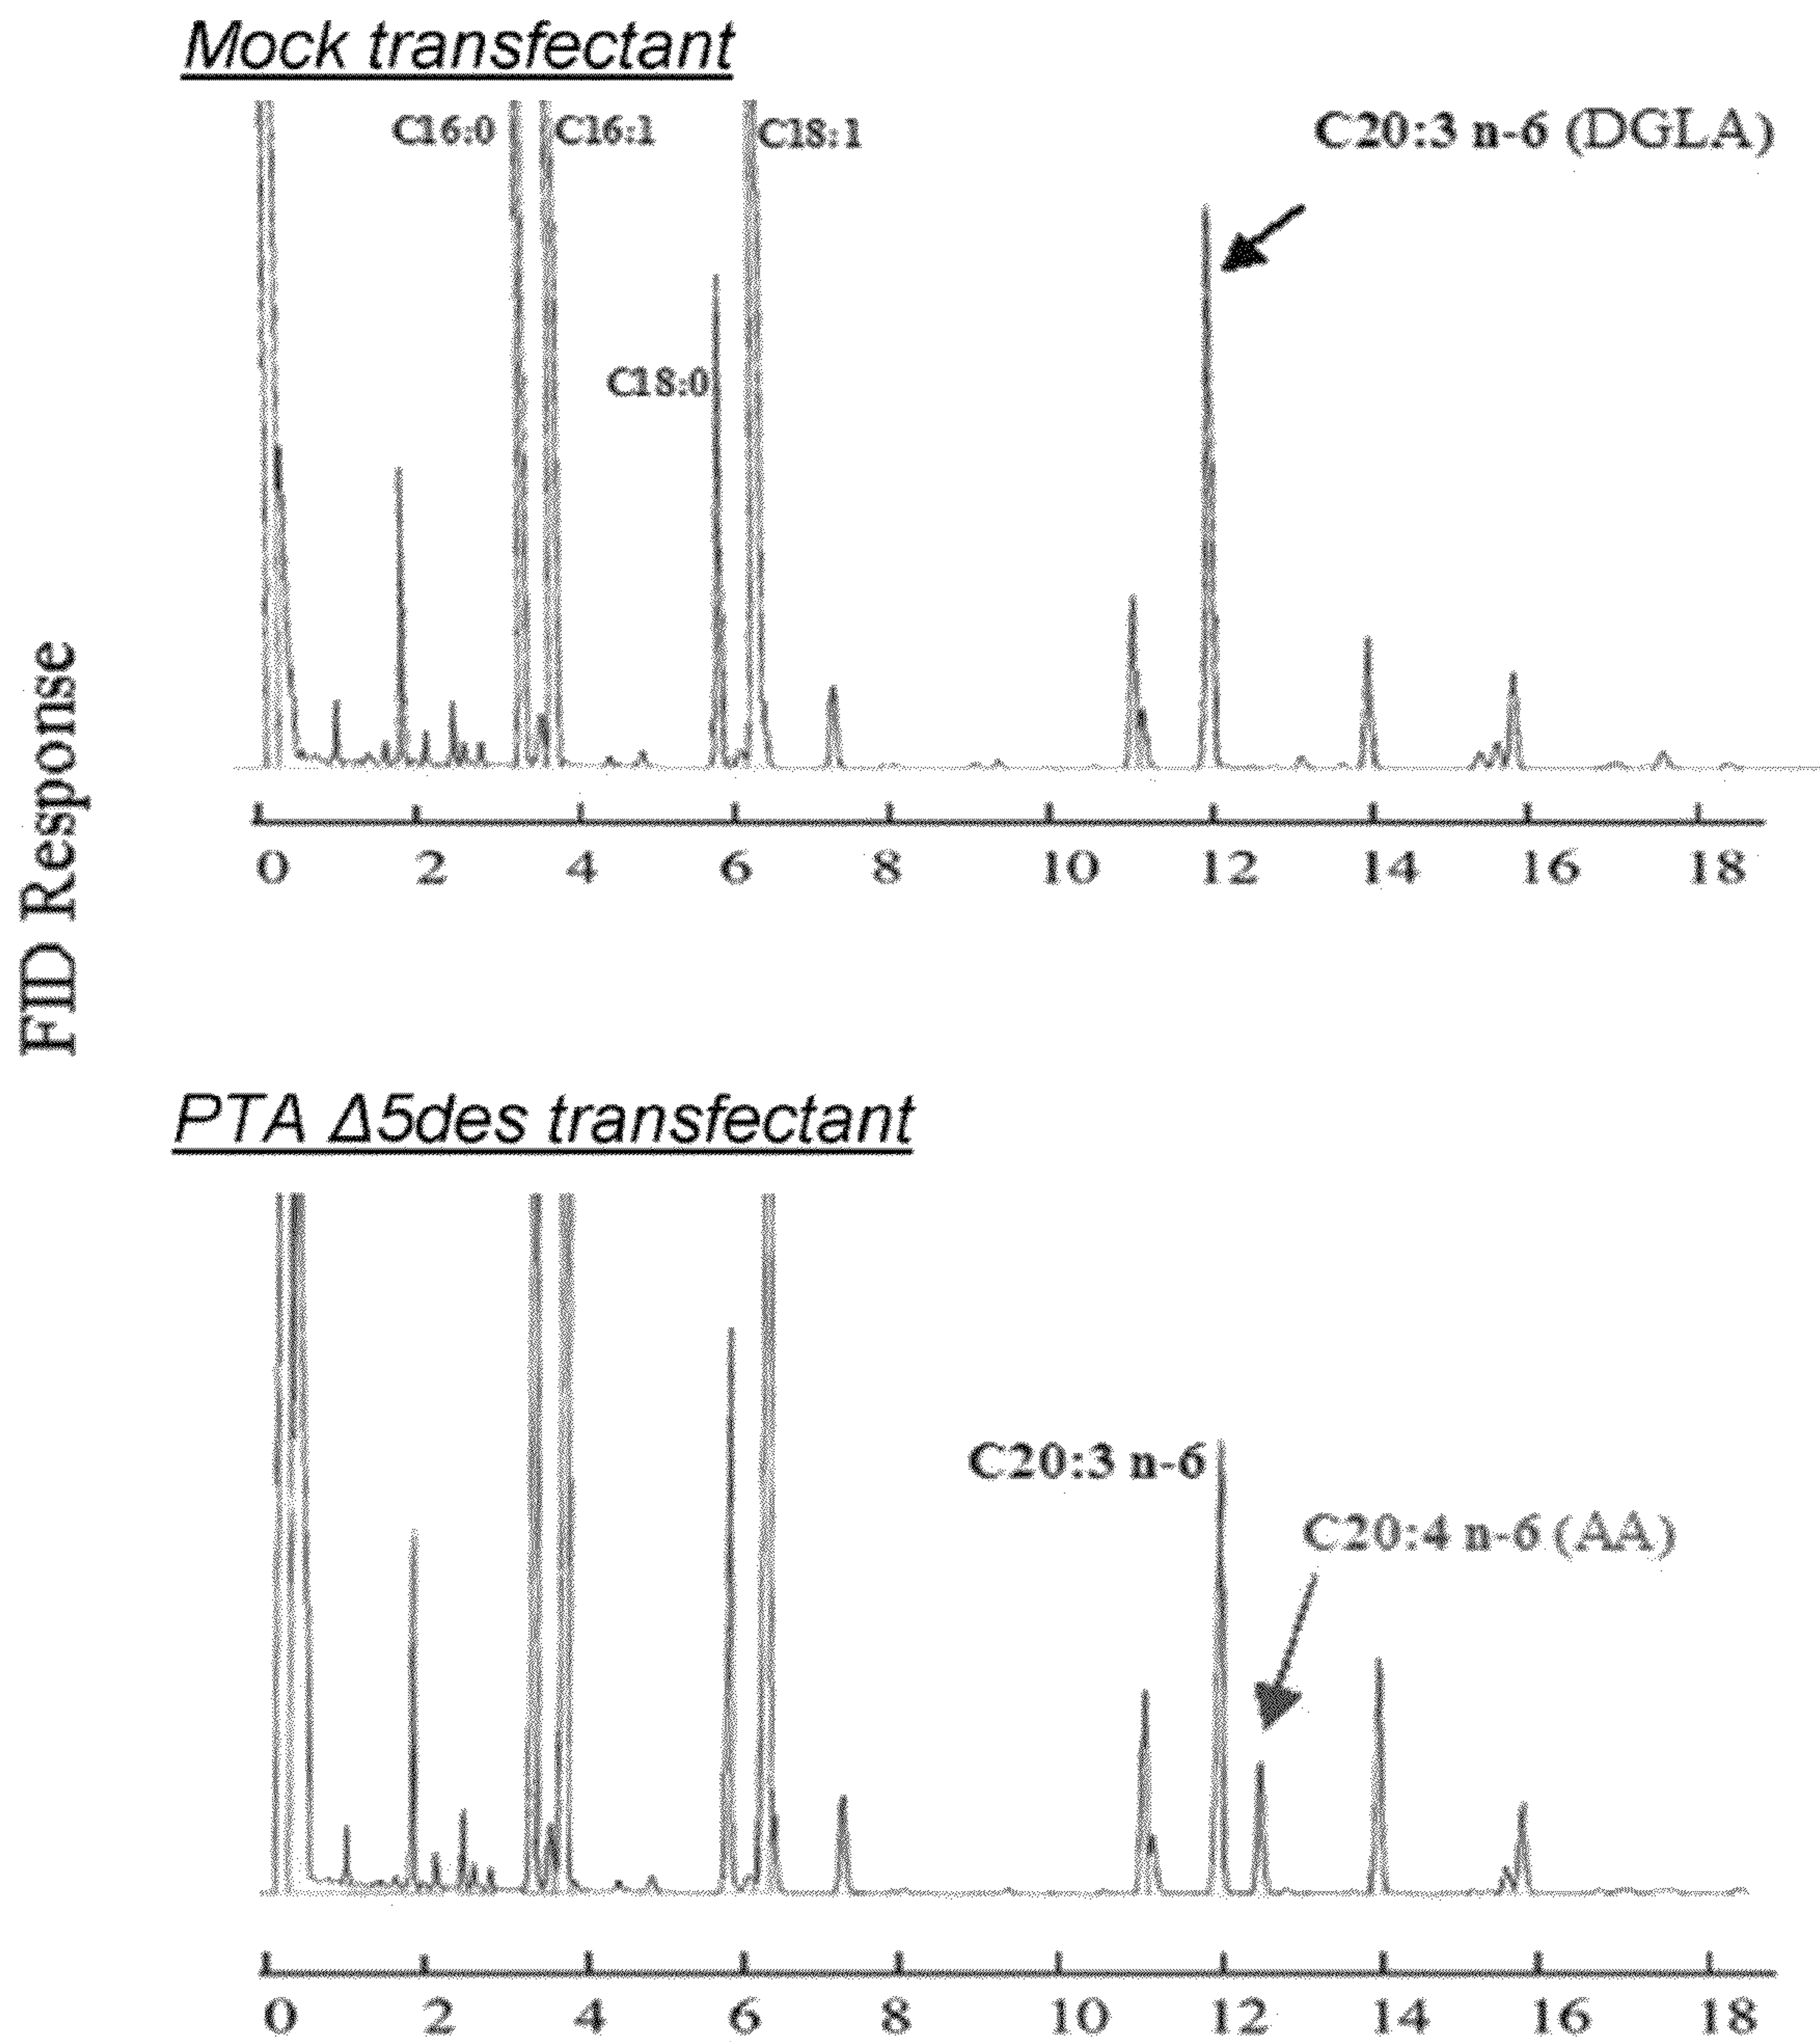 Mock transfectant
C16:0 C16:1 C18:1 C20:3 n-6 (DGLA)
C18:0
0 2 4 6 8 10 12 14 16 18
FID Response
PTA Δ5des transfectant
C20:3 n-6
C20:4 n-6 (AA)
0 2 4 6 8 10 12 14 16 18